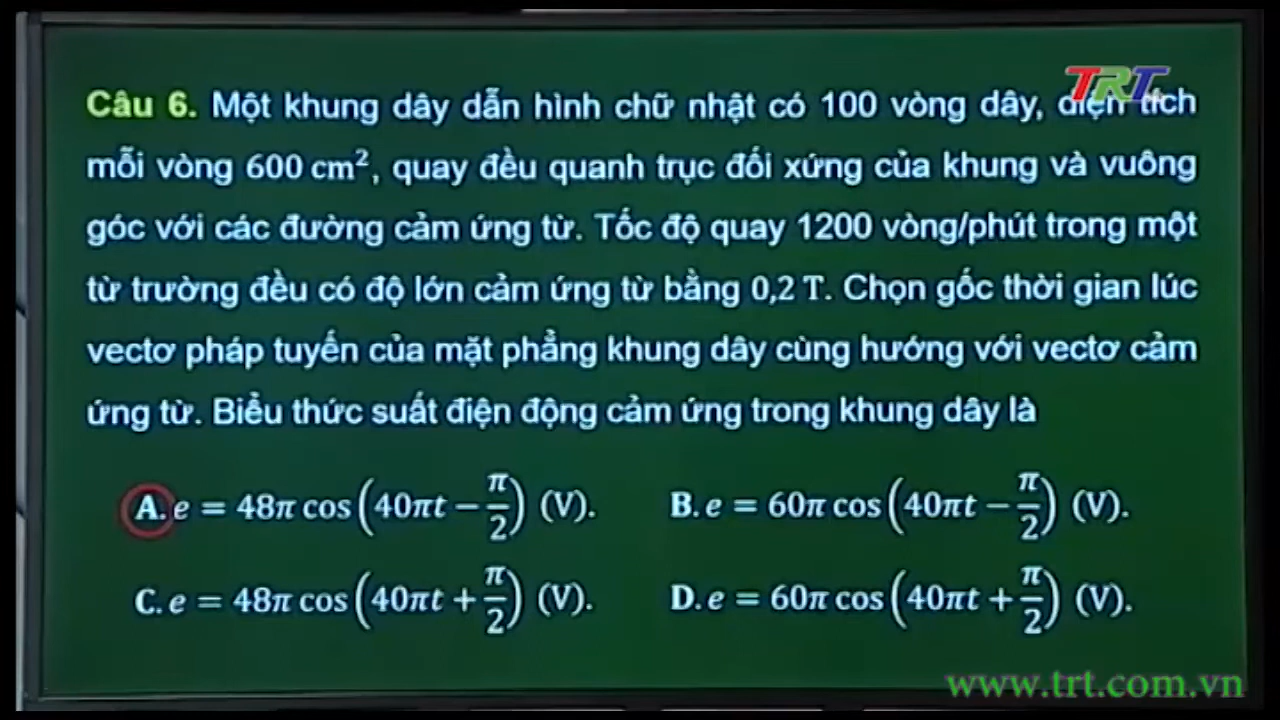 TRT
Câu 6. Một khung dây dẫn hình chữ nhật có 100 vòng dây, diện tích
mỗi vòng 600 cm², quay đều quanh trục đối xứng của khung và vuông
góc với các đường cảm ứng từ. Tốc độ quay 1200 vòng/phút trong một
từ trường đều có độ lớn cảm ứng từ bằng 0,2 T. Chọn gốc thời gian lúc
vectơ pháp tuyến của mặt phẳng khung dây cùng hướng với vectơ cảm
ứng từ. Biểu thức suất điện động cảm ứng trong khung dây là
A. e = 48π cos(40πt − π/2) (V). B. e = 60π cos(40πt − π/2) (V).
C. e = 48π cos(40πt + π/2) (V). D. e = 60π cos(40πt + π/2) (V).
www.trt.com.vn